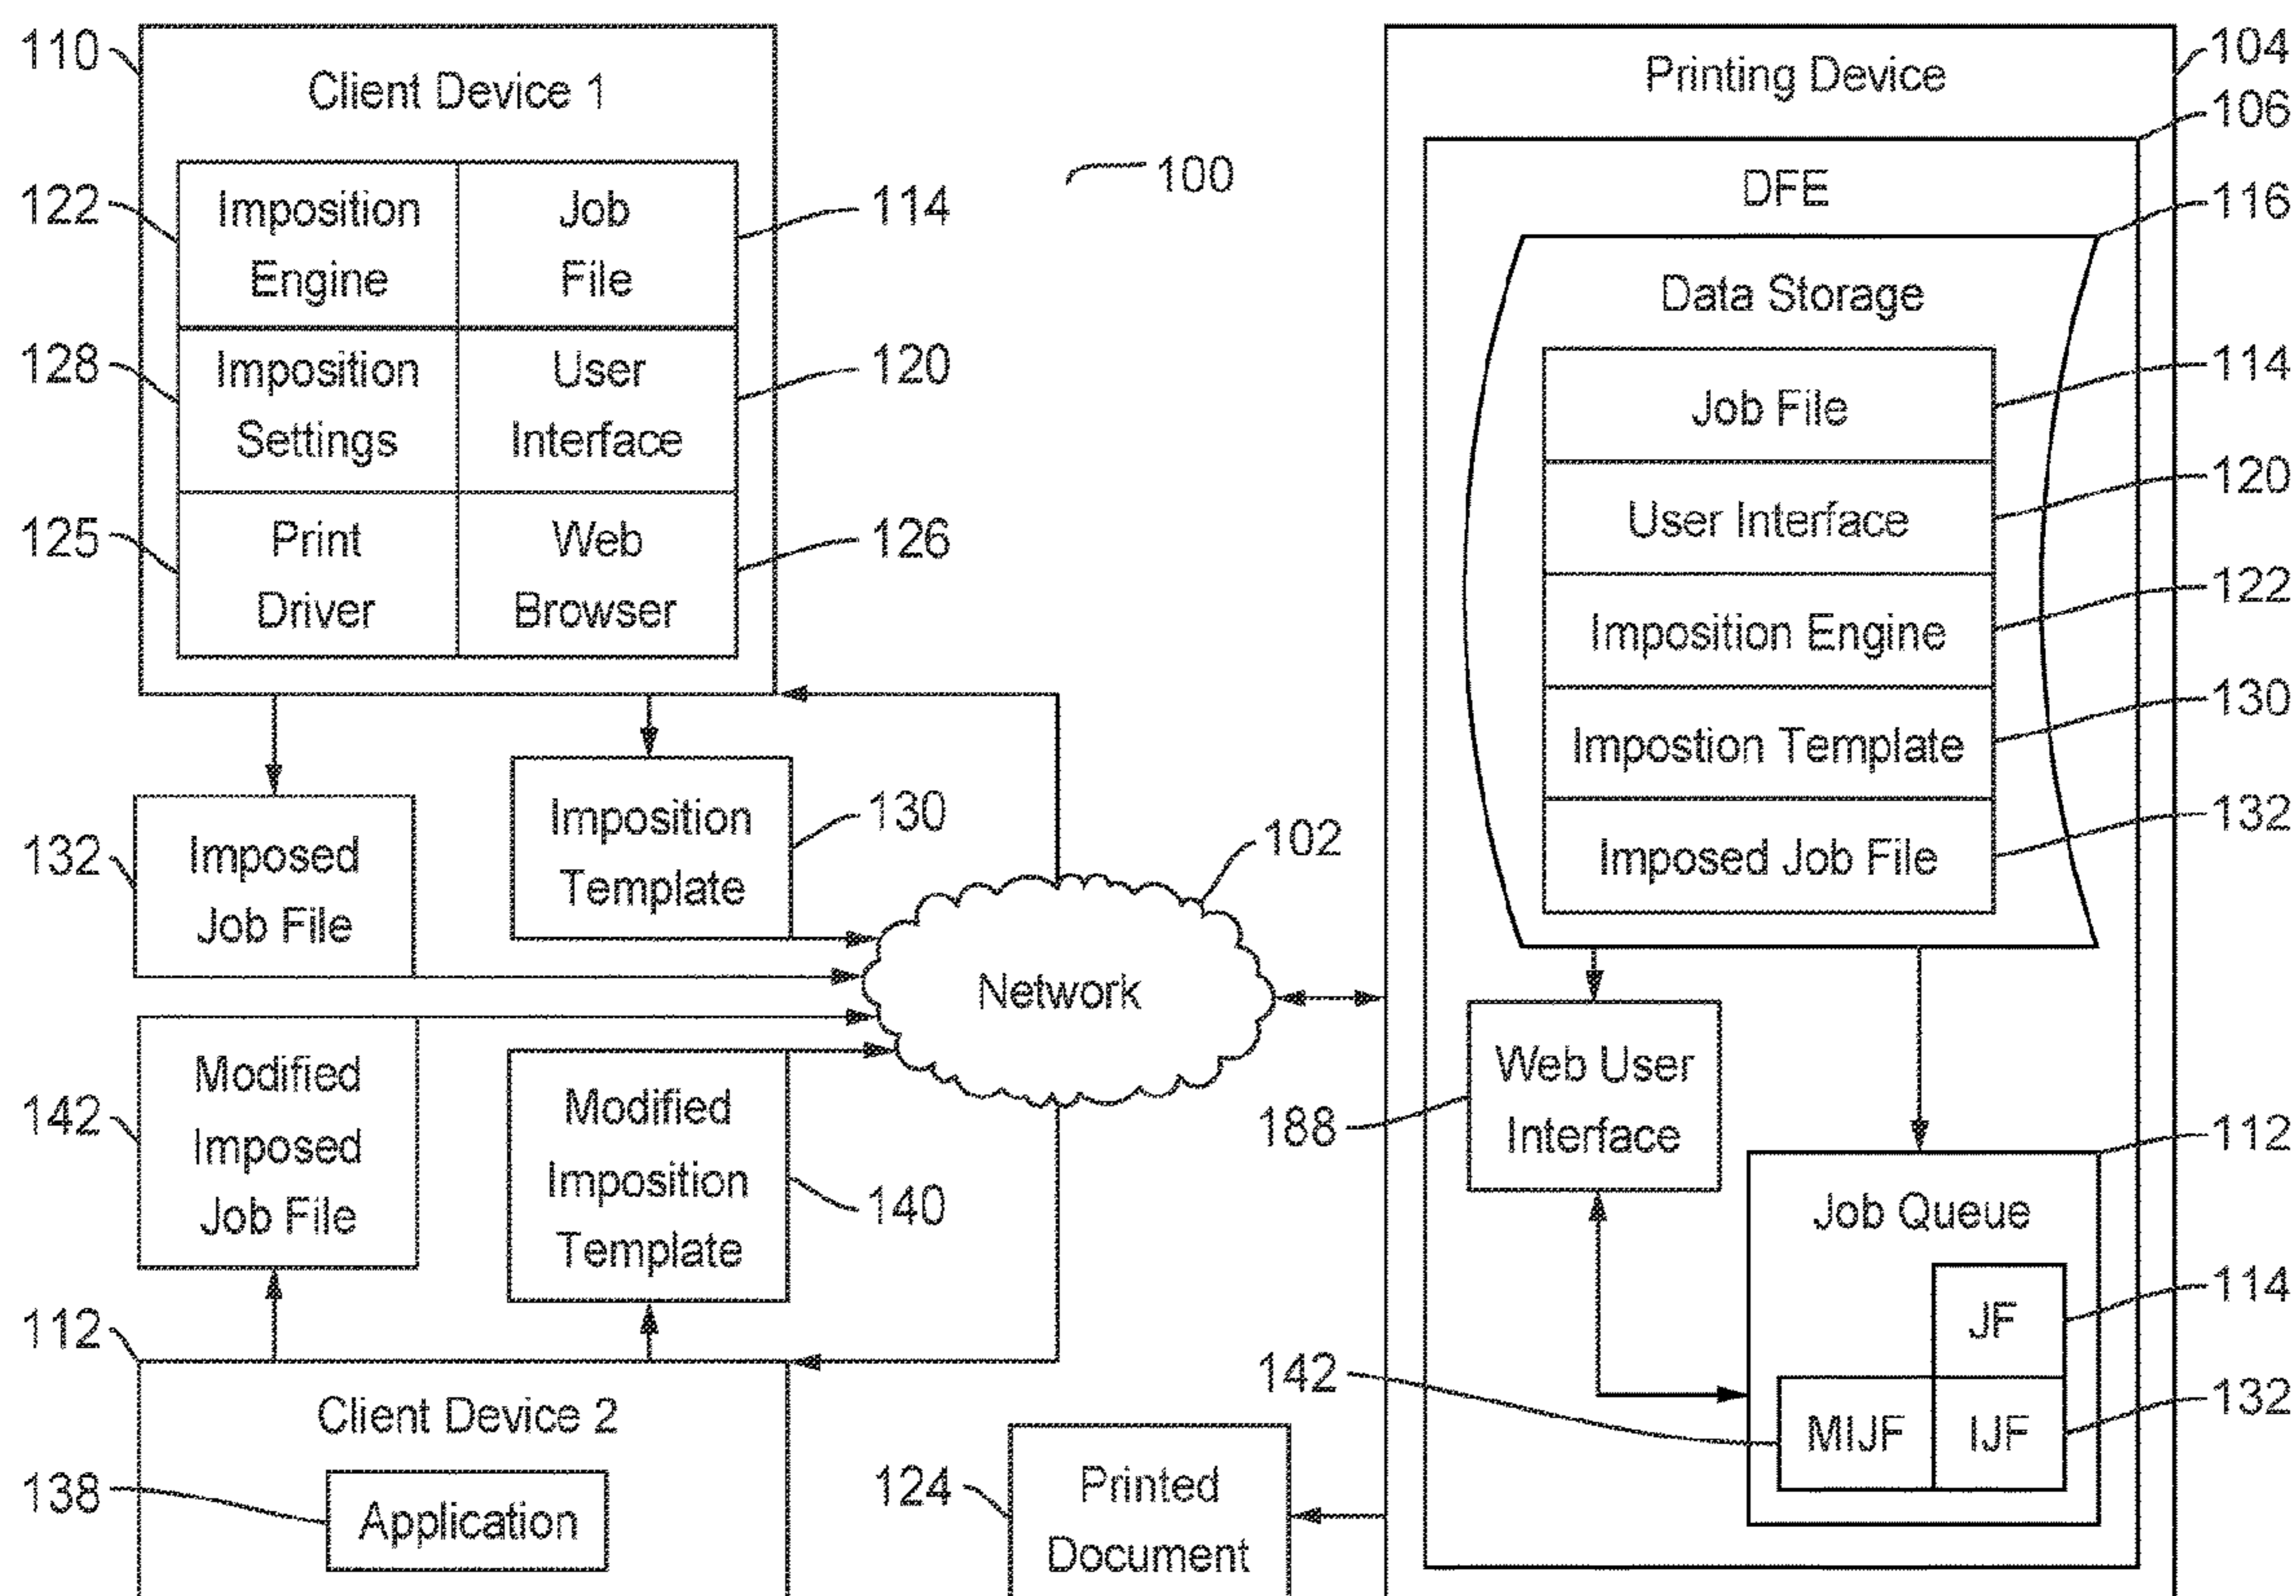 110
Client Device 1
122
Imposition
Engine
Job
File
114
128
Imposition
Settings
User
Interface
120
125
Print
Driver
Web
Browser
126
100
132
Imposed
Job File
Imposition
Template
130
102
Network
142
Modified
Imposed
Job File
Modified
Imposition
Template
140
112
Client Device 2
138
Application
124
Printed
Document
Printing Device
104
106
DFE
116
Data Storage
Job File
114
User Interface
120
Imposition Engine
122
Impostion Template
130
Imposed Job File
132
188
Web User
Interface
112
Job Queue
JF
114
142
MIJF
IJF
132